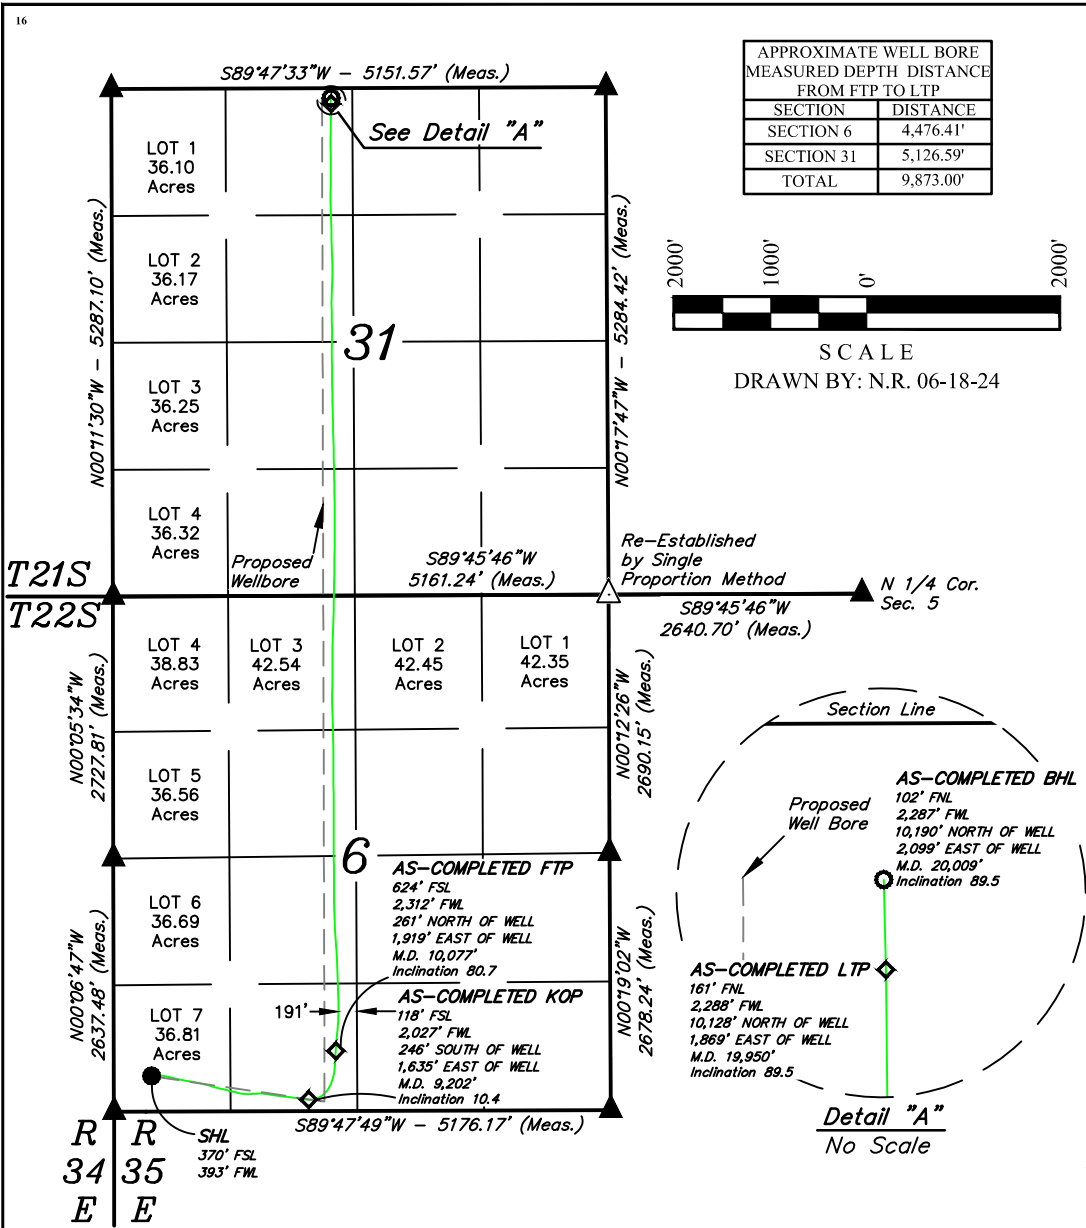 16
S89°47'33"W - 5151.57' (Meas.)
See Detail "A"
LOT 1
36.10
Acres
LOT 2
36.17
Acres
LOT 3
36.25
Acres
LOT 4
36.32
Acres
31
N00°11'30"W - 5287.10' (Meas.)
N00°17'47"W - 5284.42' (Meas.)
APPROXIMATE WELL BORE
MEASURED DEPTH DISTANCE
FROM FTP TO LTP
SECTION DISTANCE
SECTION 6 4,476.41'
SECTION 31 5,126.59'
TOTAL 9,873.00'
2000' 1000' 0' 2000'
SCALE
DRAWN BY: N.R. 06-18-24
Proposed
Wellbore
S89°45'46"W
5161.24' (Meas.)
Re-Established
by Single
Proportion Method
S89°45'46"W
2640.70' (Meas.)
N 1/4 Cor.
Sec. 5
T21S
T22S
LOT 4
38.83
Acres
LOT 3
42.54
Acres
LOT 2
42.45
Acres
LOT 1
42.35
Acres
N00°05'34"W
2727.81' (Meas.)
N00°12'26"W
2690.15' (Meas.)
LOT 5
36.56
Acres
6
LOT 6
36.69
Acres
LOT 7
36.81
Acres
N00°06'47"W
2637.48' (Meas.)
N00°19'02"W
2678.24' (Meas.)
AS-COMPLETED FTP
624' FSL
2,312' FWL
261' NORTH OF WELL
1,919' EAST OF WELL
M.D. 10,077'
Inclination 80.7
191'
AS-COMPLETED KOP
118' FSL
2,027' FWL
246' SOUTH OF WELL
1,635' EAST OF WELL
M.D. 9,202'
Inclination 10.4
S89°47'49"W - 5176.17' (Meas.)
SHL
370' FSL
393' FWL
R R
34 35
E E
Section Line
Proposed
Well Bore
AS-COMPLETED BHL
102' FNL
2,287' FWL
10,190' NORTH OF WELL
2,099' EAST OF WELL
M.D. 20,009'
Inclination 89.5
AS-COMPLETED LTP
161' FNL
2,288' FWL
10,128' NORTH OF WELL
1,869' EAST OF WELL
M.D. 19,950'
Inclination 89.5
Detail "A"
No Scale